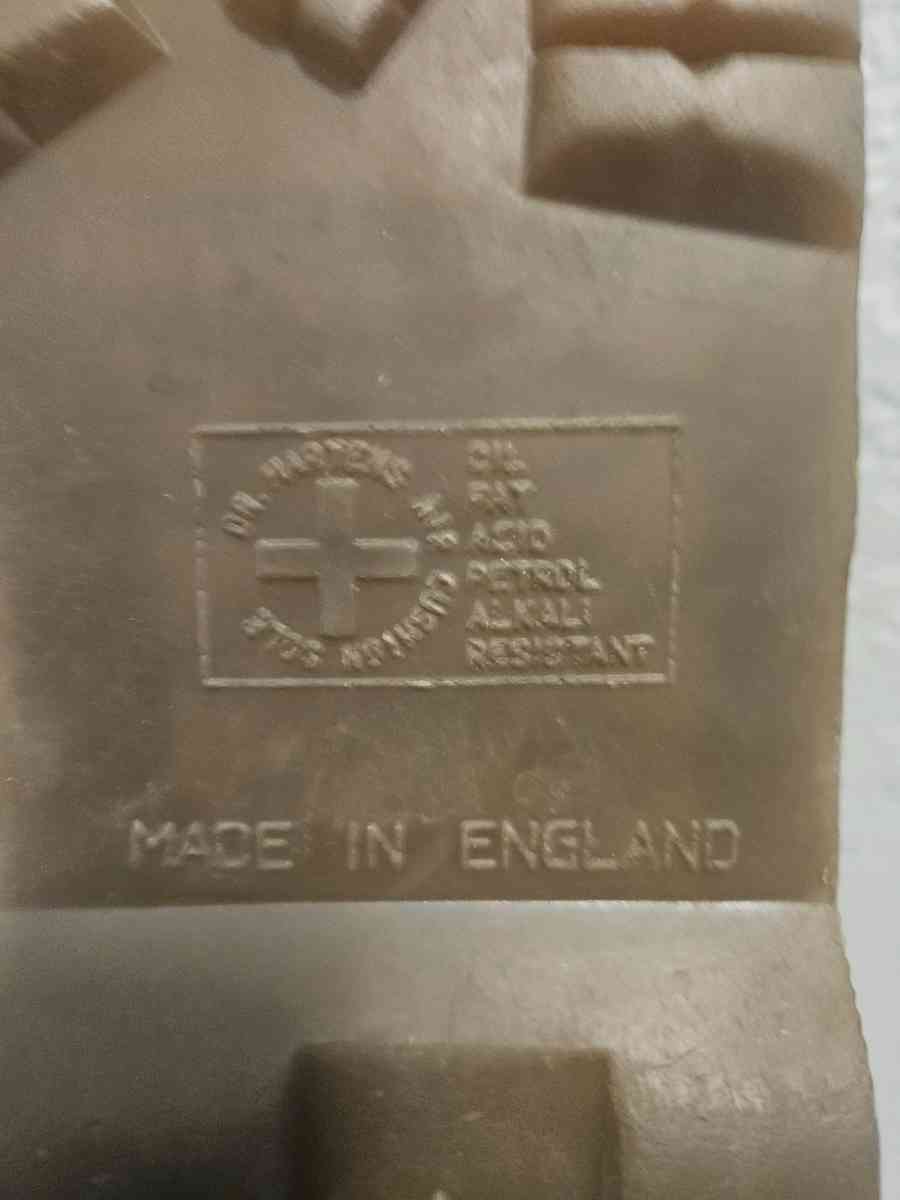 DR. MARTENS AIR CUSHION SOLE
OIL
FAT
ACID
PETROL
ALKALI
RESISTANT
MADE IN ENGLAND